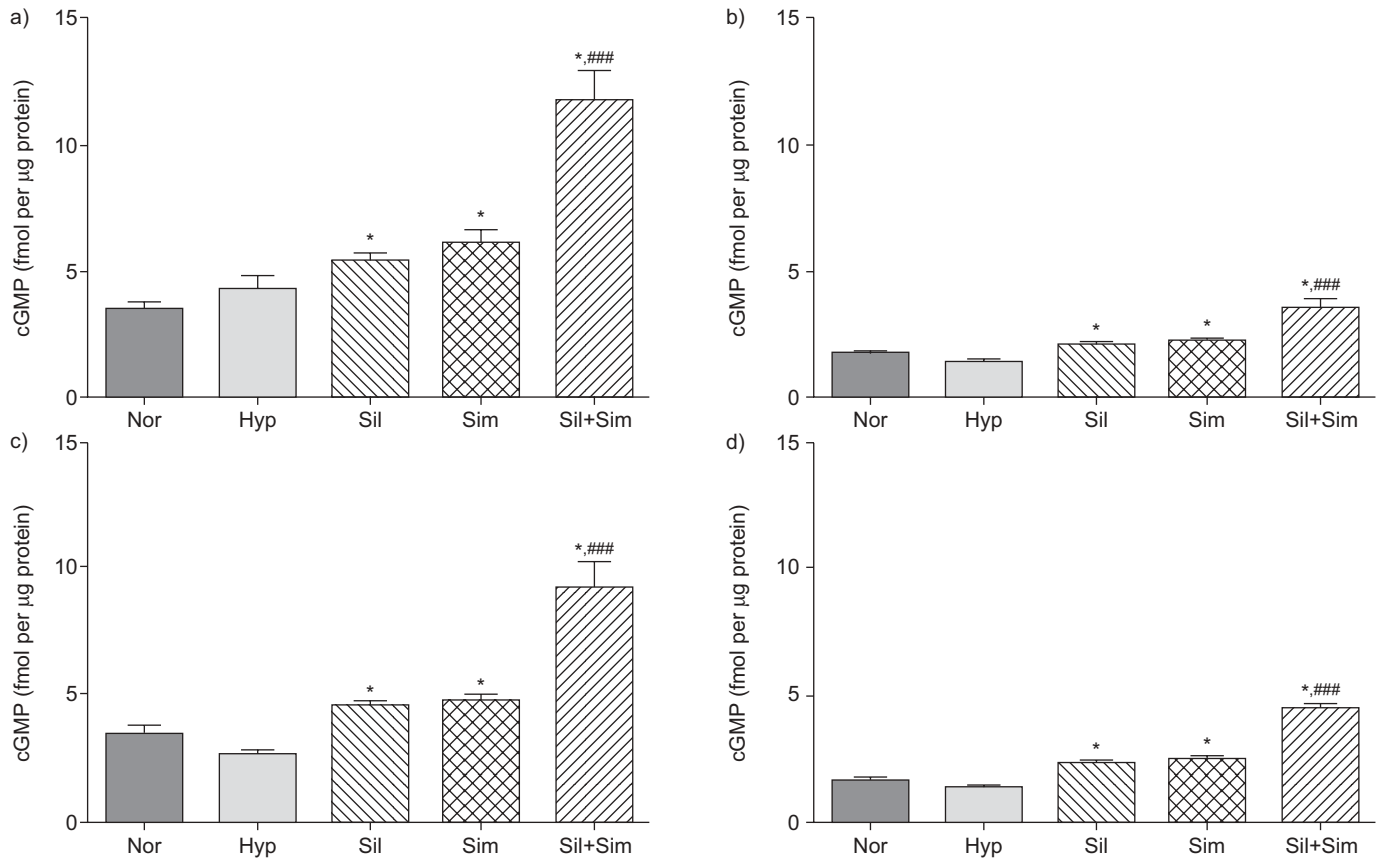 a)
15
10
5
0
cGMP (fmol per μg protein)
*
*
*,###
Nor Hyp Sil Sim Sil+Sim
b)
15
10
5
0
cGMP (fmol per μg protein)
*
*
*,###
Nor Hyp Sil Sim Sil+Sim
c)
15
10
5
0
cGMP (fmol per μg protein)
*
*
*,###
Nor Hyp Sil Sim Sil+Sim
d)
15
10
5
0
cGMP (fmol per μg protein)
*
*
*,###
Nor Hyp Sil Sim Sil+Sim